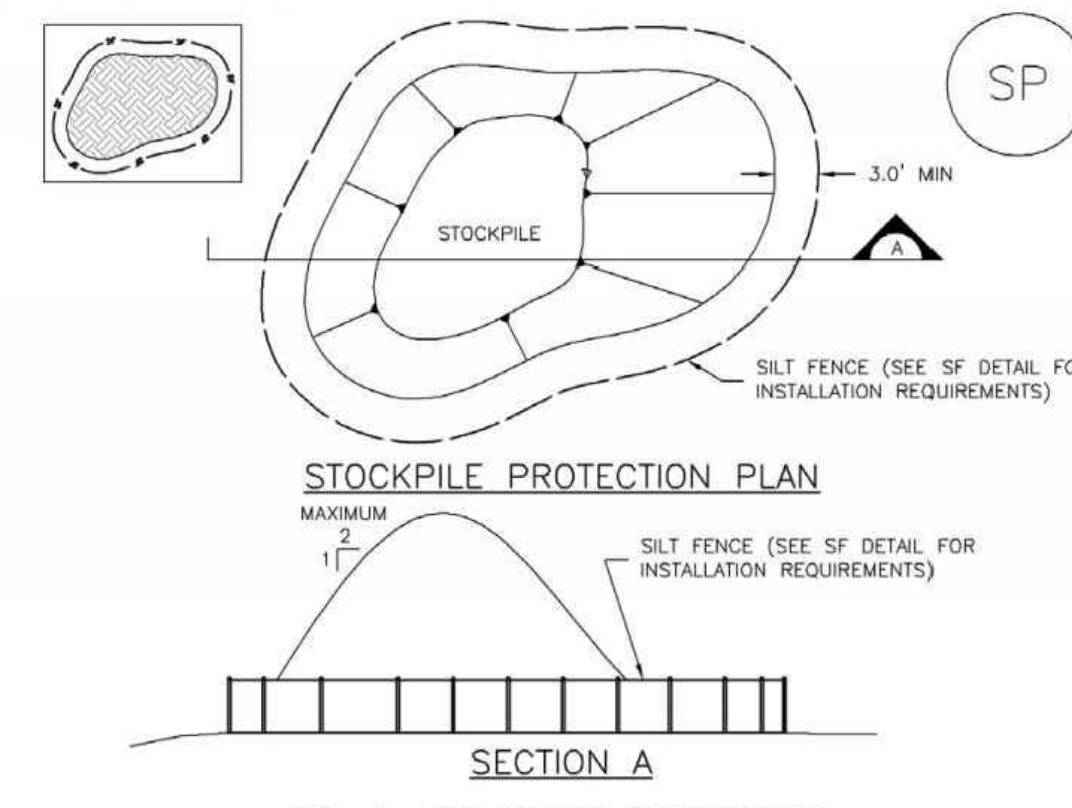 SP
3.0' MIN
STOCKPILE
A
SILT FENCE (SEE SF DETAIL
INSTALLATION REQUIREMENTS)
STOCKPILE PROTECTION PLAN
MAXIMUM
2
1
SILT FENCE (SEE SF DETAIL FOR
INSTALLATION REQUIREMENTS)
SECTION A